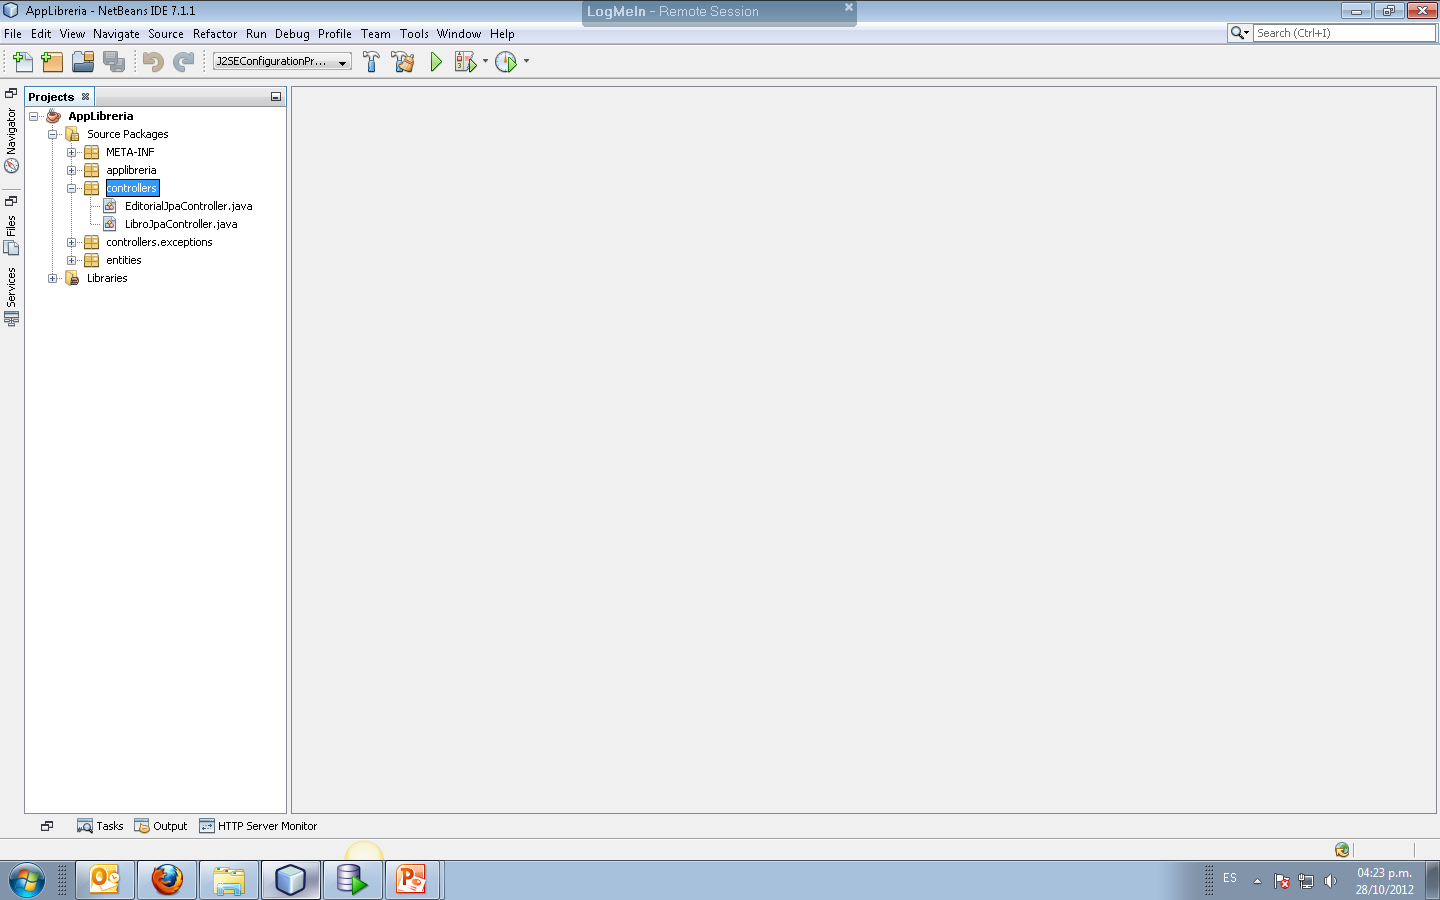 AppLibreria - NetBeans IDE 7.1.1
LogMeIn - Remote Session
File Edit View Navigate Source Refactor Run Debug Profile Team Tools Window Help
Search (Ctrl+I)
J2SEConfigurationPr...
Projects
AppLibreria
Source Packages
META-INF
applibreria
controllers
EditorialJpaController.java
LibroJpaController.java
controllers.exceptions
entities
Libraries
Navigator
Files
Services
Tasks Output HTTP Server Monitor
ES
04:23 p.m.
28/10/2012